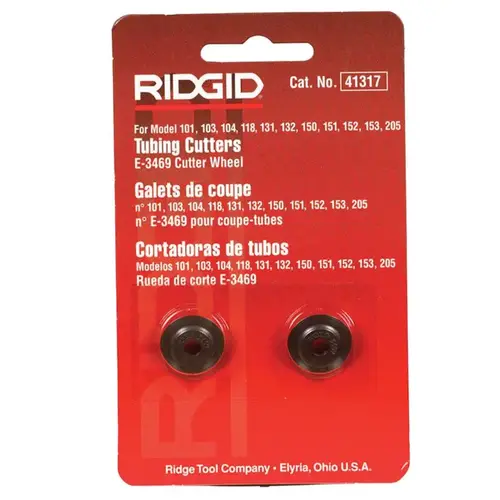 RIDGID
Cat. No. 41317
For Model 101, 103, 104, 118, 131, 132, 150, 151, 152, 153, 205
Tubing Cutters
E-3469 Cutter Wheel
Galets de coupe
n° 101, 103, 104, 118, 131, 132, 150, 151, 152, 153, 205
n° E-3469 pour coupe-tubes
Cortadoras de tubos
Modelos 101, 103, 104, 118, 131, 132, 150, 151, 152, 153, 205
Rueda de corte E-3469
Ridge Tool Company • Elyria, Ohio U.S.A.